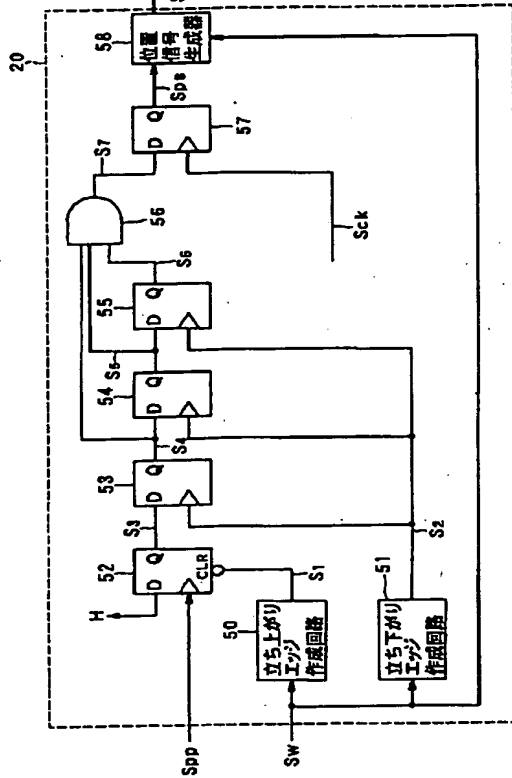 20
58
位置
信号
生成器
Sps
D Q
57
S7
56
Sck
S6
D Q
55
S5
D Q
54
S4
D Q
53
S3
S2
D Q
52
CLR
H
S1
50
立ち上がり
エッジ
作成回路
51
立ち下がり
エッジ
作成回路
Spp
Sw